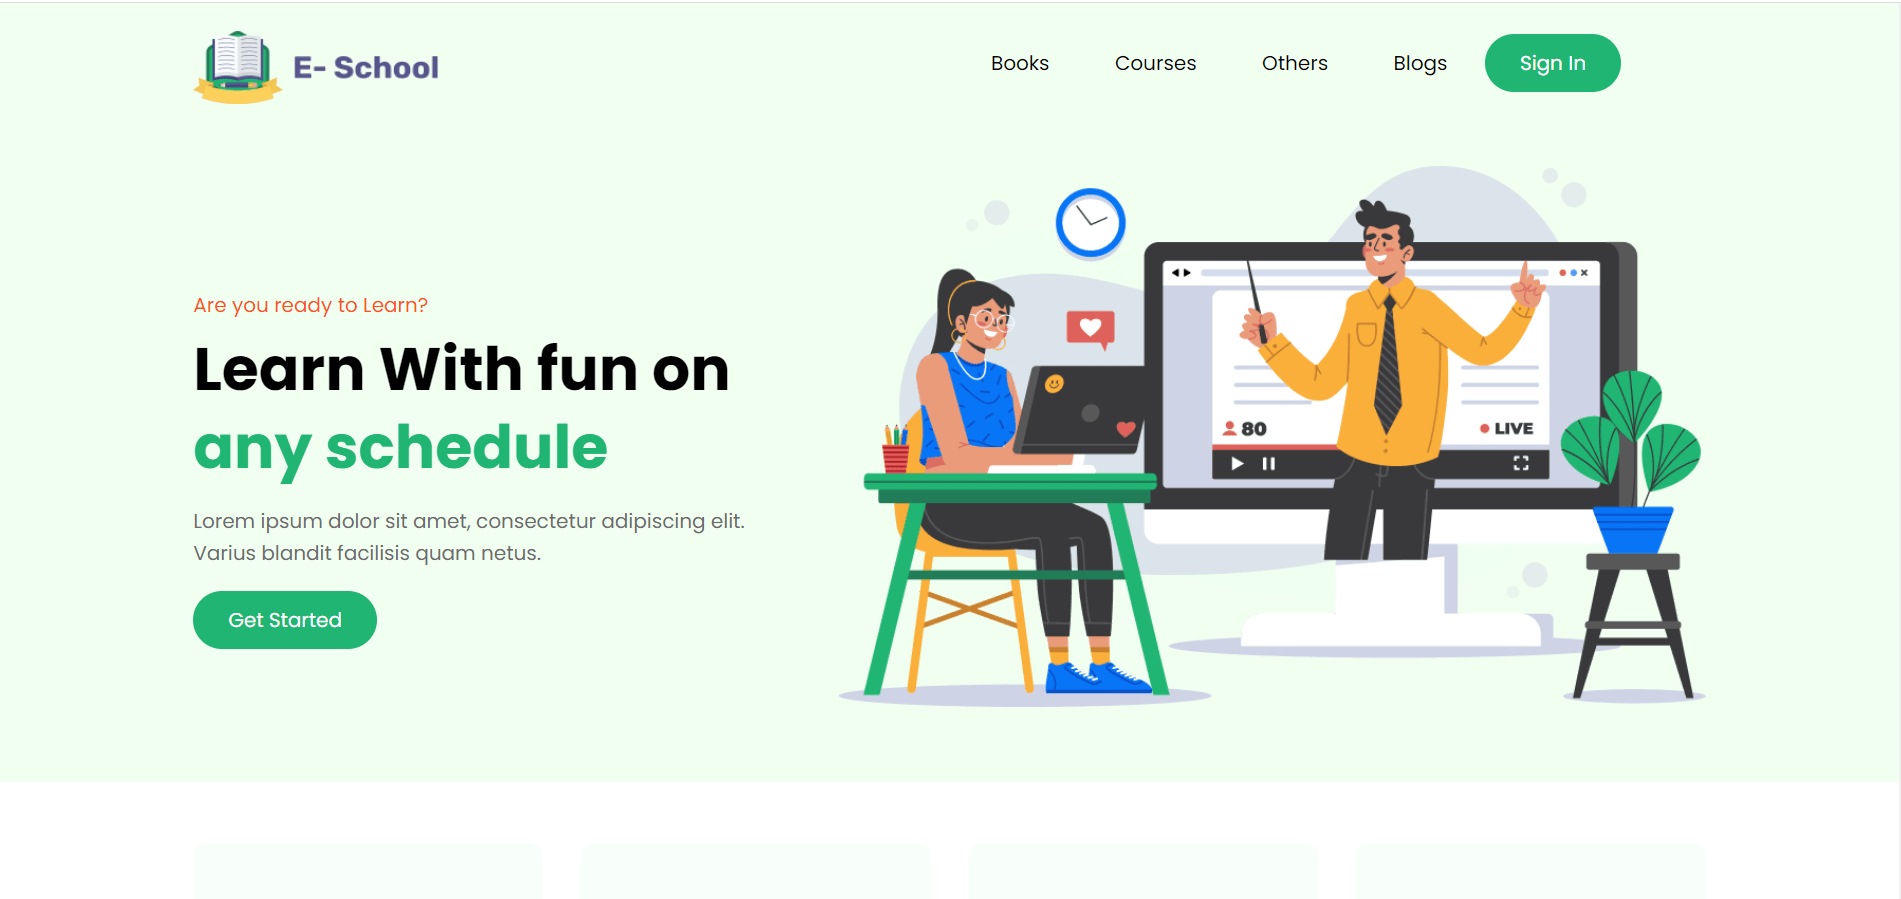 E- School
Books
Courses
Others
Blogs
Sign In
Are you ready to Learn?
Learn With fun on
any schedule
Lorem ipsum dolor sit amet, consectetur adipiscing elit.
Varius blandit facilisis quam netus.
Get Started
80
LIVE